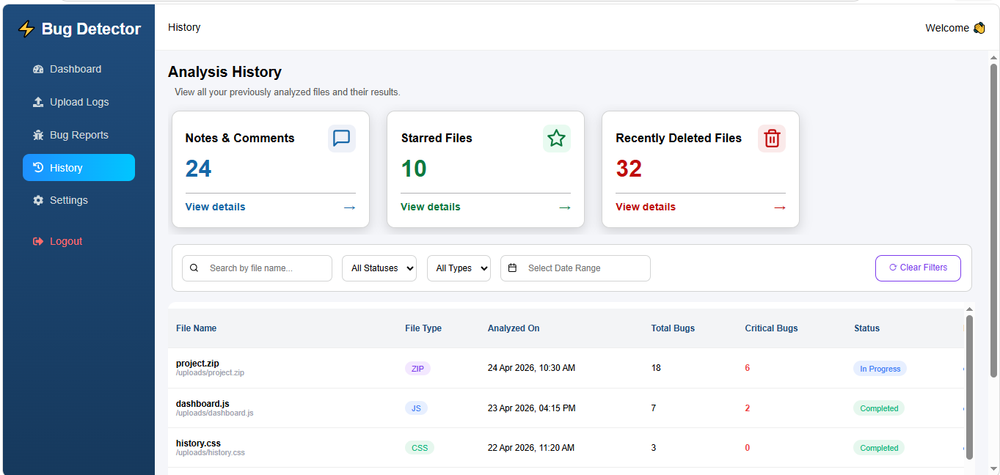 Bug Detector
Dashboard
Upload Logs
Bug Reports
History
Settings
Logout
History
Welcome 👏
Analysis History
View all your previously analyzed files and their results.
Notes & Comments
24
View details →
Starred Files
10
View details →
Recently Deleted Files
32
View details →
Search by file name...
All Statuses
All Types
Select Date Range
Clear Filters
File Name File Type Analyzed On Total Bugs Critical Bugs Status
project.zip
/uploads/project.zip
ZIP 24 Apr 2026, 10:30 AM 18 6 In Progress
dashboard.js
/uploads/dashboard.js
JS 23 Apr 2026, 04:15 PM 7 2 Completed
history.css
/uploads/history.css
CSS 22 Apr 2026, 11:20 AM 3 0 Completed